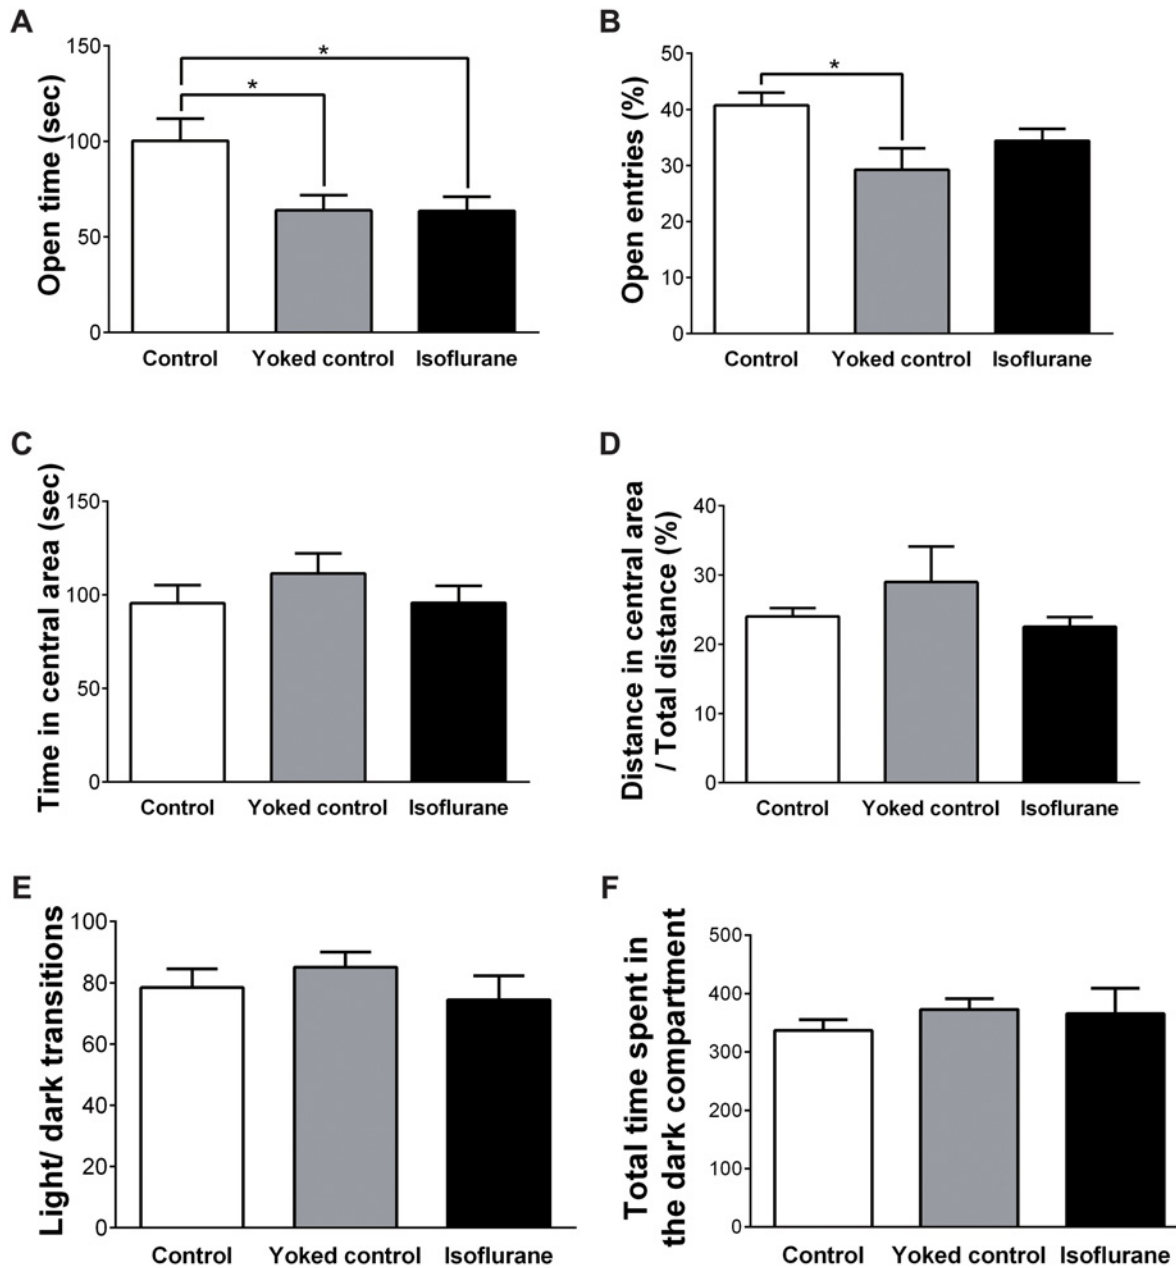 A
Open time (sec)
150
100
50
0
*
*
Control
Yoked control
Isoflurane
B
Open entries (%)
50
40
30
20
10
0
*
Control
Yoked control
Isoflurane
C
Time in central area (sec)
150
100
50
0
Control
Yoked control
Isoflurane
D
Distance in central area
/ Total distance (%)
40
30
20
10
0
Control
Yoked control
Isoflurane
E
Light/ dark transitions
100
80
60
40
20
0
Control
Yoked control
Isoflurane
F
Total time spent in
the dark compartment
500
400
300
200
100
0
Control
Yoked control
Isoflurane